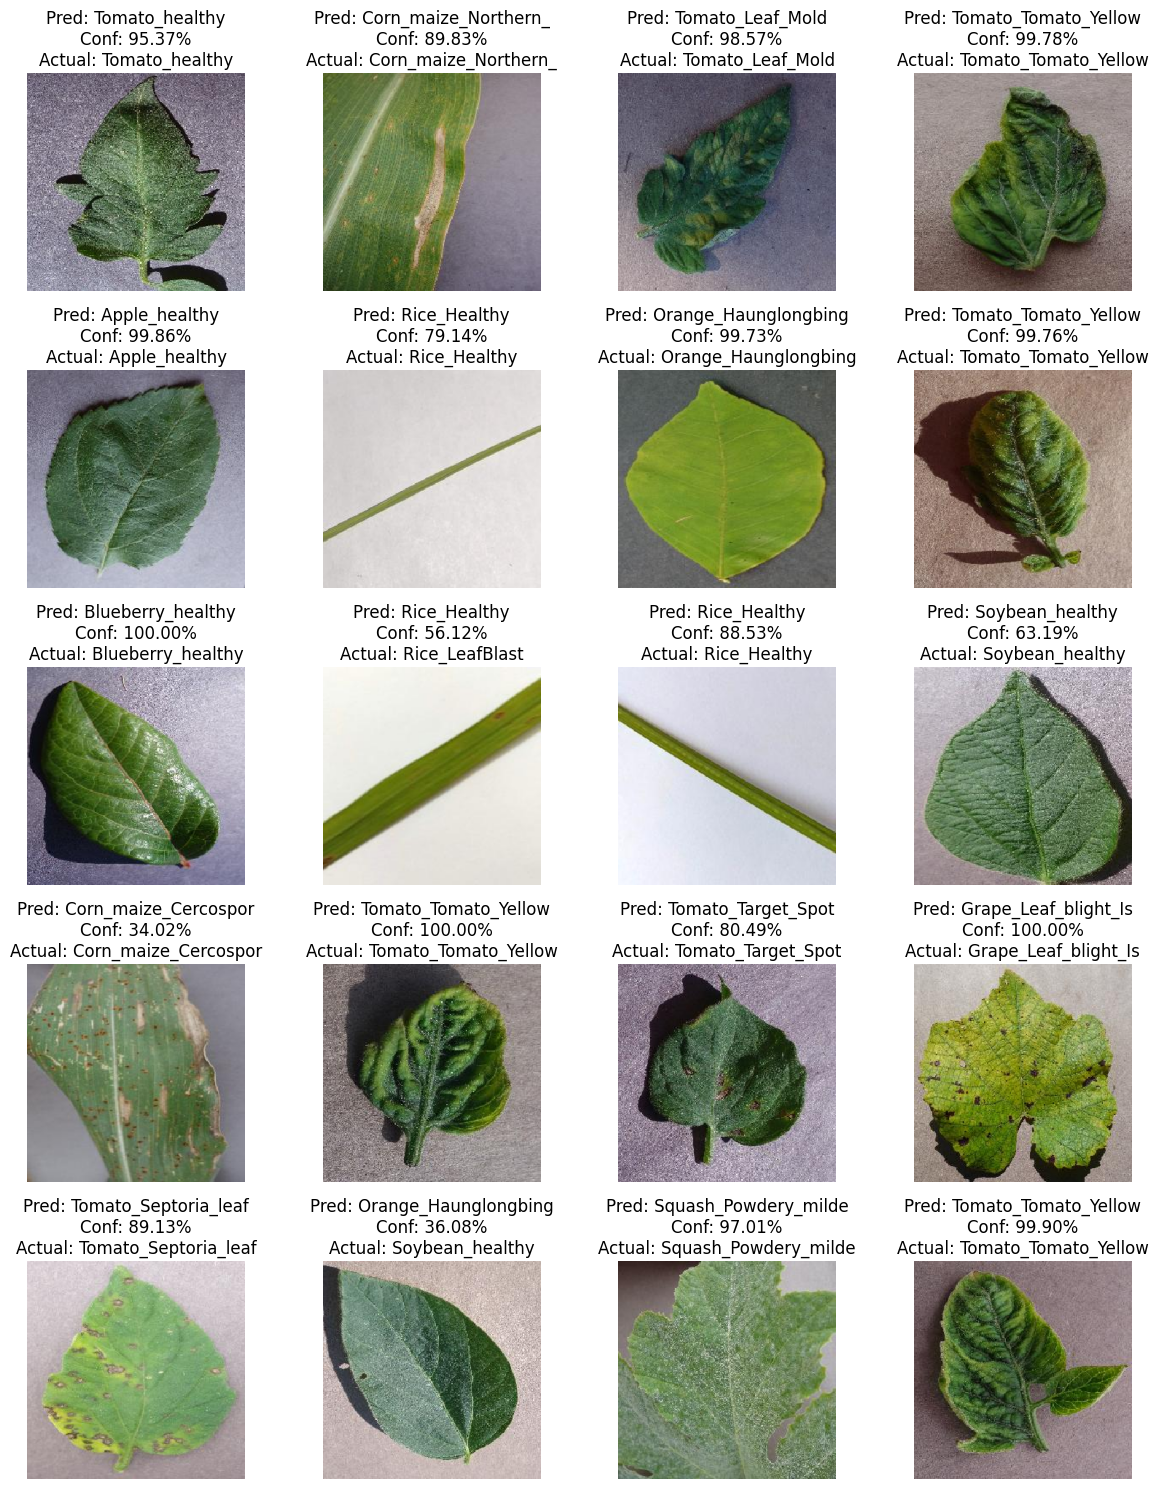 Pred: Tomato_healthy
Conf: 95.37%
Actual: Tomato_healthy
Pred: Corn_maize_Northern_
Conf: 89.83%
Actual: Corn_maize_Northern_
Pred: Tomato_Leaf_Mold
Conf: 98.57%
Actual: Tomato_Leaf_Mold
Pred: Tomato_Tomato_Yellow
Conf: 99.78%
Actual: Tomato_Tomato_Yellow
Pred: Apple_healthy
Conf: 99.86%
Actual: Apple_healthy
Pred: Rice_Healthy
Conf: 79.14%
Actual: Rice_Healthy
Pred: Orange_Haunglongbing
Conf: 99.73%
Actual: Orange_Haunglongbing
Pred: Tomato_Tomato_Yellow
Conf: 99.76%
Actual: Tomato_Tomato_Yellow
Pred: Blueberry_healthy
Conf: 100.00%
Actual: Blueberry_healthy
Pred: Rice_Healthy
Conf: 56.12%
Actual: Rice_LeafBlast
Pred: Rice_Healthy
Conf: 88.53%
Actual: Rice_Healthy
Pred: Soybean_healthy
Conf: 63.19%
Actual: Soybean_healthy
Pred: Corn_maize_Cercospor
Conf: 34.02%
Actual: Corn_maize_Cercospor
Pred: Tomato_Tomato_Yellow
Conf: 100.00%
Actual: Tomato_Tomato_Yellow
Pred: Tomato_Target_Spot
Conf: 80.49%
Actual: Tomato_Target_Spot
Pred: Grape_Leaf_blight_Is
Conf: 100.00%
Actual: Grape_Leaf_blight_Is
Pred: Tomato_Septoria_leaf
Conf: 89.13%
Actual: Tomato_Septoria_leaf
Pred: Orange_Haunglongbing
Conf: 36.08%
Actual: Soybean_healthy
Pred: Squash_Powdery_milde
Conf: 97.01%
Actual: Squash_Powdery_milde
Pred: Tomato_Tomato_Yellow
Conf: 99.90%
Actual: Tomato_Tomato_Yellow